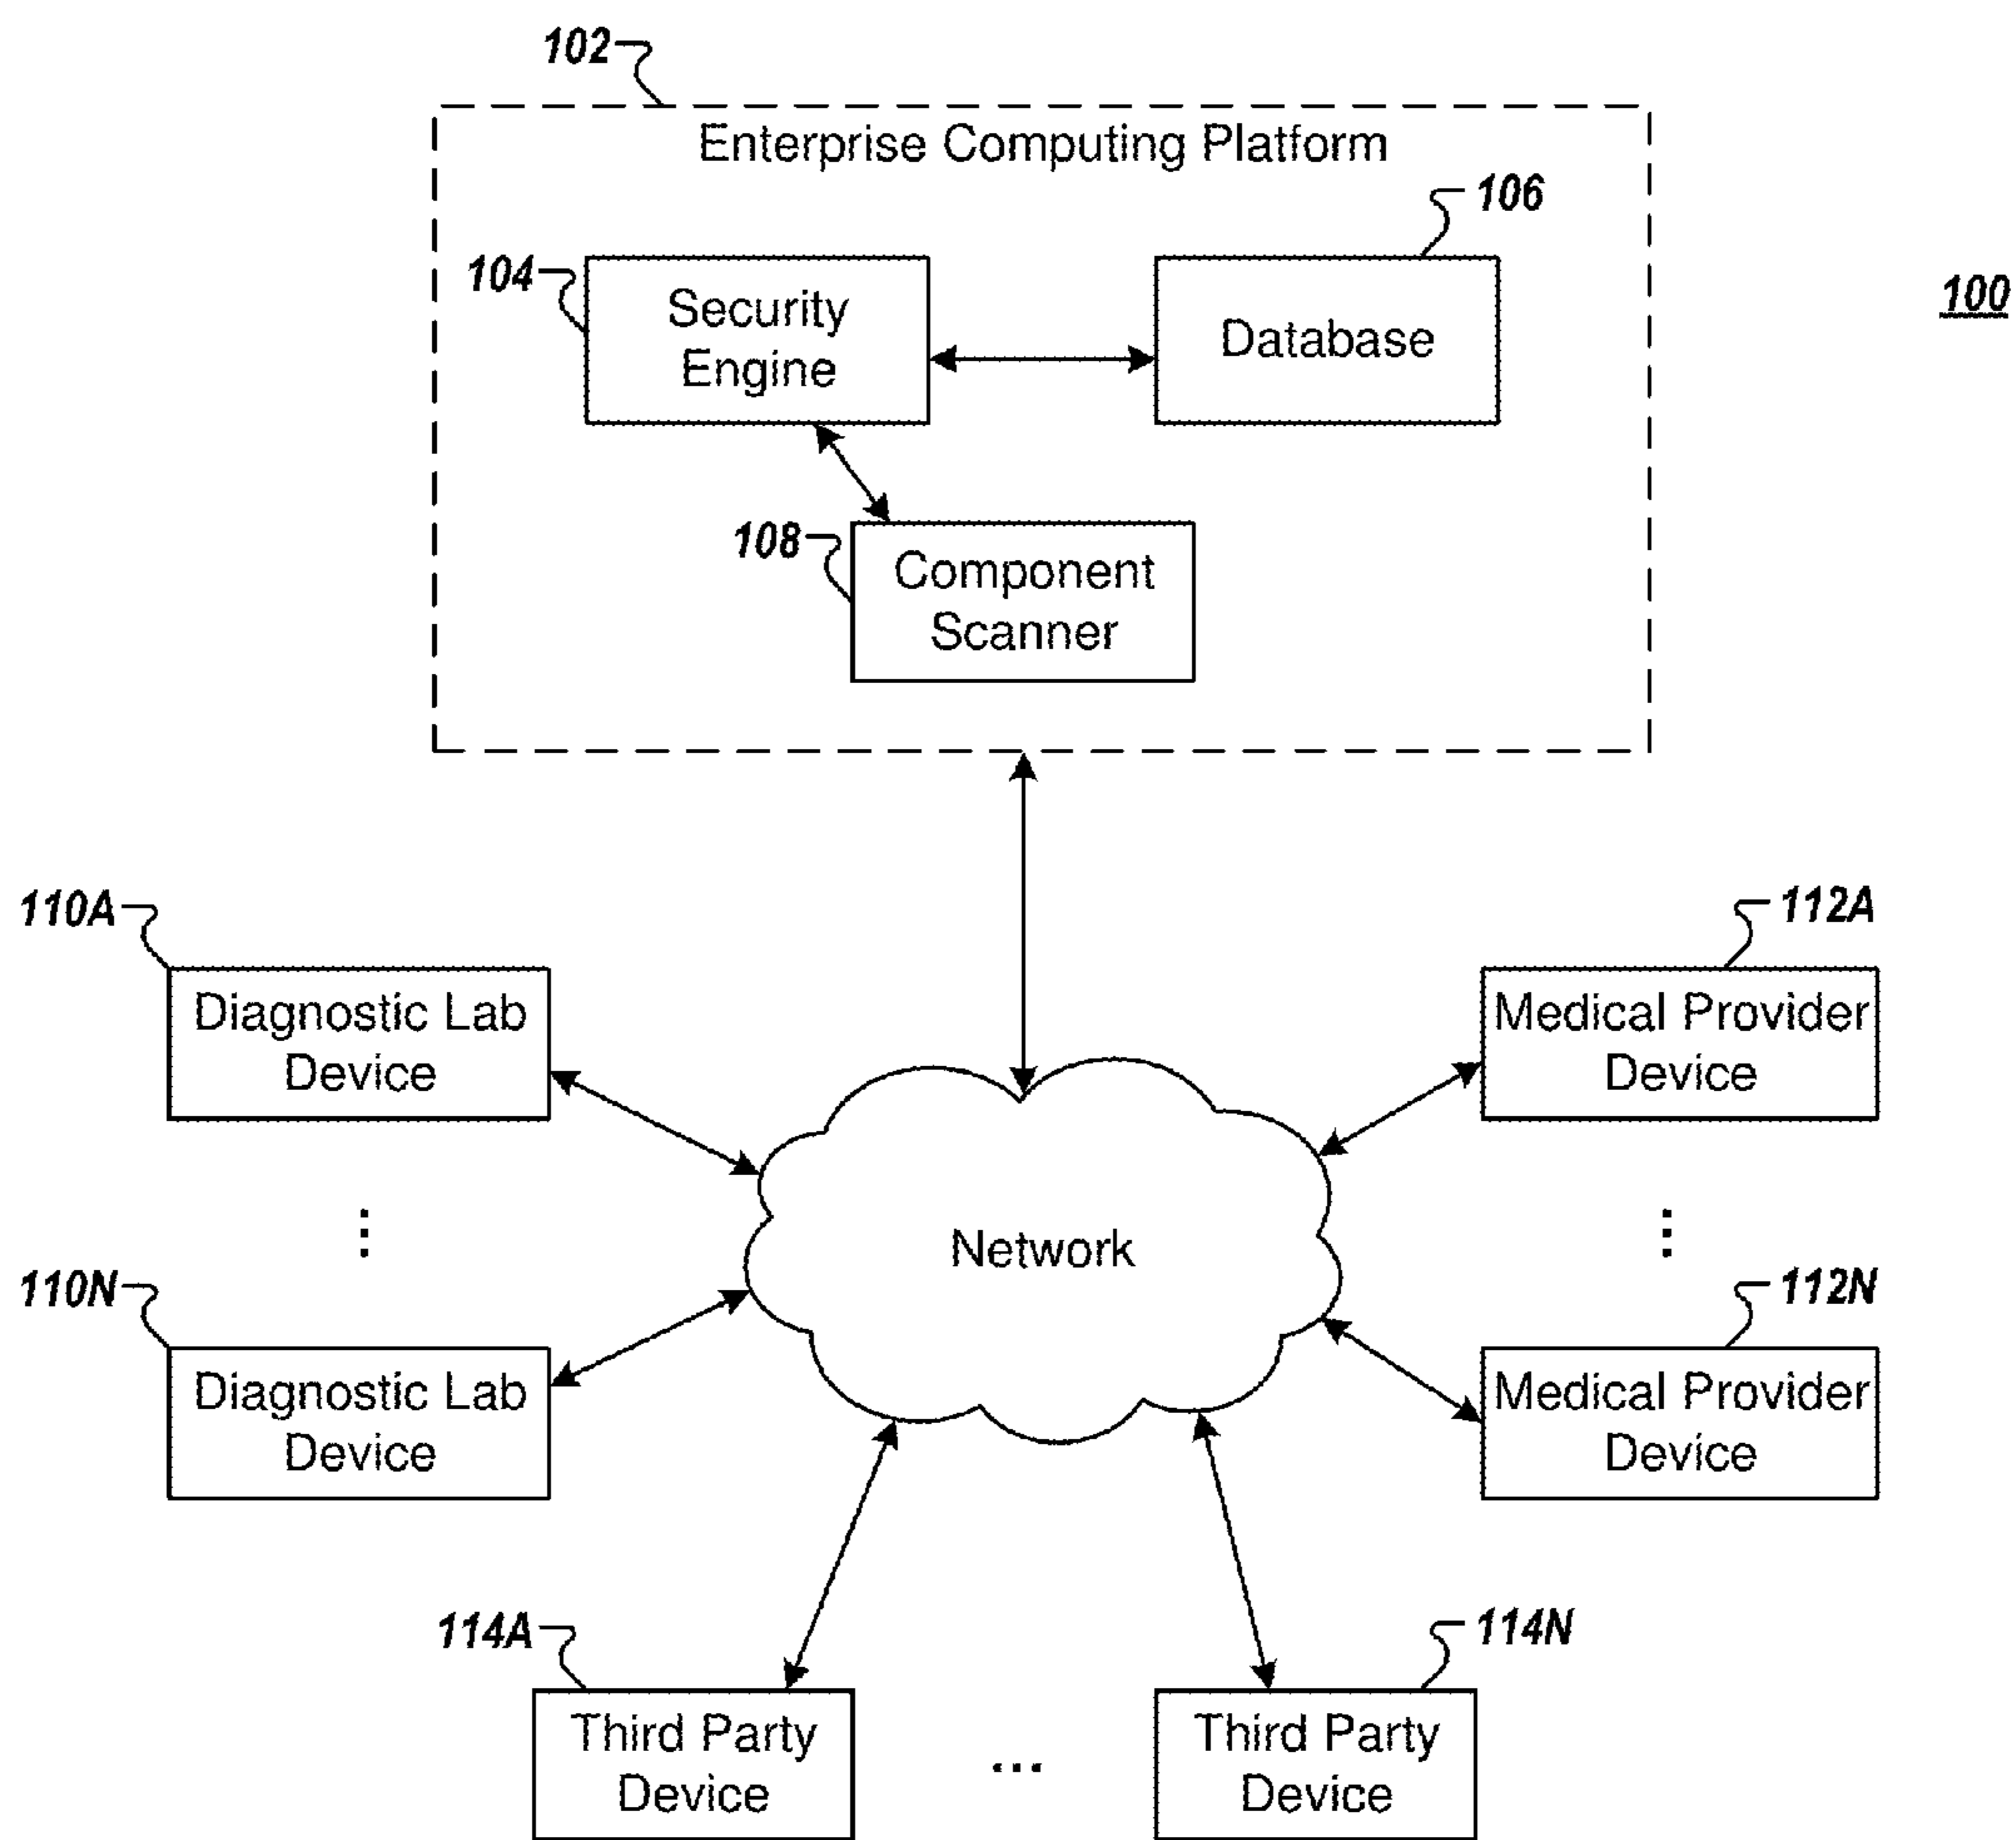 102
Enterprise Computing Platform
106
104
Security
Engine
Database
100
108
Component
Scanner
110A
112A
Diagnostic Lab
Device
Medical Provider
Device
⋮
⋮
Network
110N
112N
Diagnostic Lab
Device
Medical Provider
Device
114A
114N
Third Party
Device
...
Third Party
Device